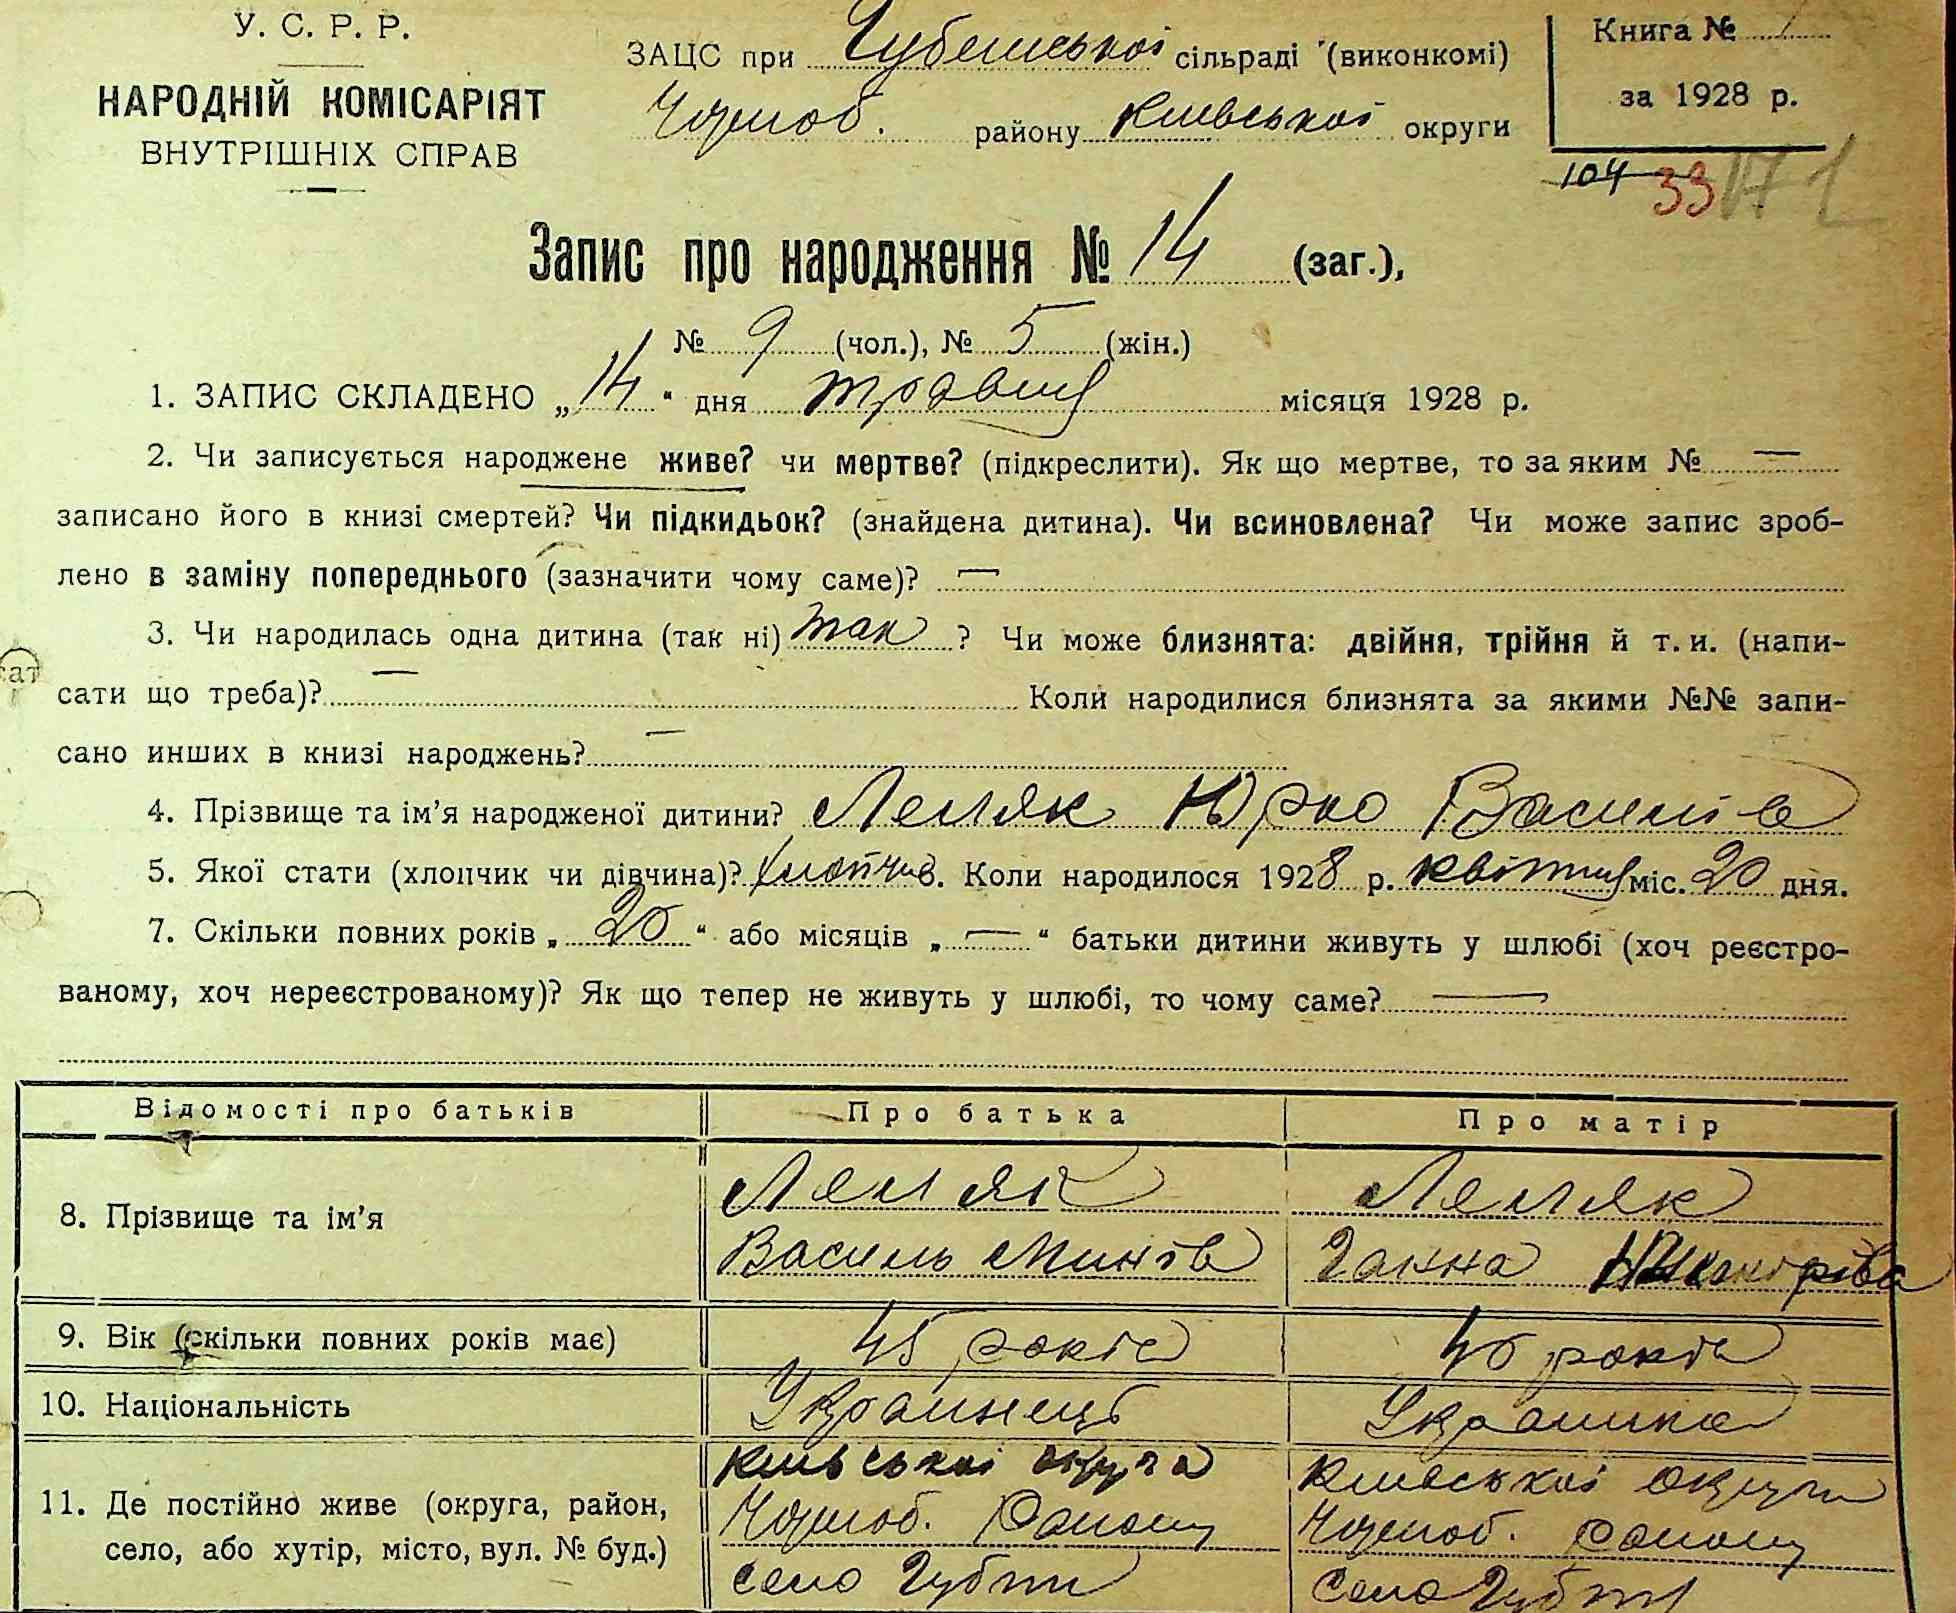 У. С. Р. Р.
НАРОДНІЙ КОМІСАРІЯТ
ВНУТРІШНІХ СПРАВ
ЗАЦС при Губенської сільраді (виконкомі)
Чорноб. району Київської округи
Книга № 1
за 1928 р.
104 33 171
Запис про народження № 14 (заг.),
№ 9 (чол.), № 5 (жін.)
1. ЗАПИС СКЛАДЕНО „14“ дня травня місяця 1928 р.
2. Чи записується народжене живе? чи мертве? (підкреслити). Як що мертве, то за яким № —
записано його в книзі смертей? Чи підкидьок? (знайдена дитина). Чи всиновлена? Чи може запис зроб-
лено в заміну попереднього (зазначити чому саме)? —
3. Чи народилась одна дитина (так ні) так ? Чи може близнята: двійня, трійня й т. и. (напи-
сати що треба)? — Коли народилися близнята за якими №№ запи-
сано инших в книзі народжень? —
4. Прізвище та ім’я народженої дитини? Леляк Юрко Василів
5. Якої стати (хлопчик чи дівчина)? хлопчик. Коли народилося 1928 р. квітня міс. 20 дня.
7. Скільки повних років „20“ або місяців „—“ батьки дитини живуть у шлюбі (хоч реєстро-
ваному, хоч нереєстрованому)? Як що тепер не живуть у шлюбі, то чому саме? —
Відомості про батьків Про батька Про матір
8. Прізвище та ім’я
Ляляк Ляляк
Василь Минів Ганна Никанорівна
9. Вік (скільки повних років має) 45 років 40 років
10. Національність Українець Українка
11. Де постійно живе (округа, район,
село, або хутір, місто, вул. № буд.)
Київської округа Київської округи
Чорноб. Району Чорноб. району
село Губин село Губин